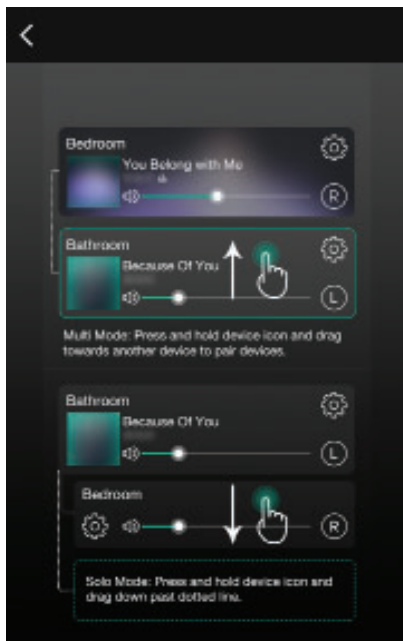 Bedroom
You Belong with Me
R
Bathroom
Because Of You
L
Multi Mode: Press and hold device icon and drag
towards another device to pair devices.
Bathroom
Because Of You
L
Bedroom
R
Solo Mode: Press and hold device icon and
drag down past dotted line.